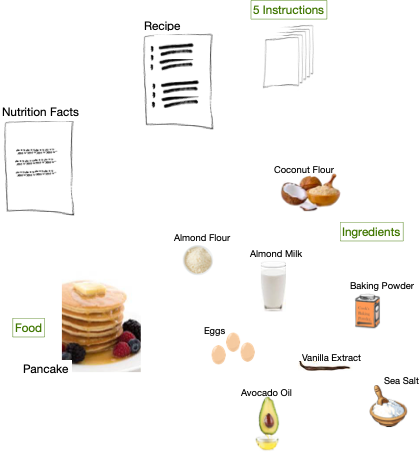 5 Instructions
Recipe
Nutrition Facts
Coconut Flour
Ingredients
Almond Flour
Almond Milk
Baking Powder
Food
Eggs
Vanilla Extract
Pancake
Sea Salt
Avocado Oil